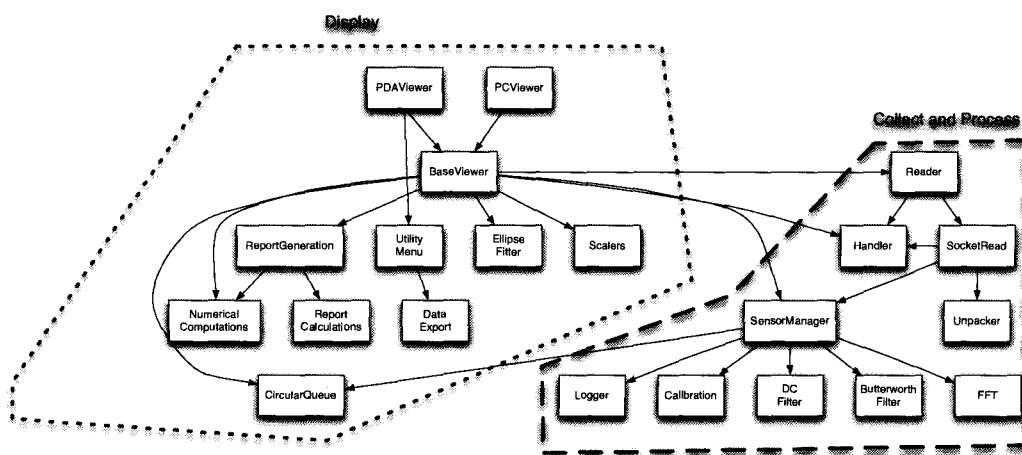 Display
PDAViewer
PCViewer
Collect and Process
BaseViewer
Reader
ReportGeneration
Utility
Menu
Ellipse
Fitter
Scalers
Handler
SocketRead
Numerical
Computations
Report
Calculations
Data
Export
SensorManager
Unpacker
CircularQueue
Logger
Calibration
DC
Filter
Butterworth
Filter
FFT